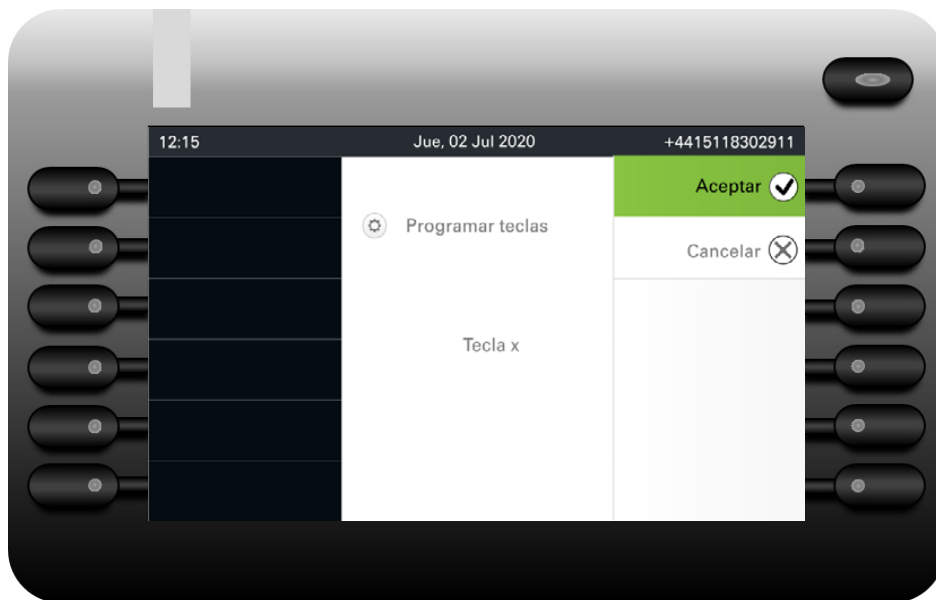 12:15 Jue, 02 Jul 2020 +4415118302911
Aceptar
Programar teclas
Cancelar
Tecla x